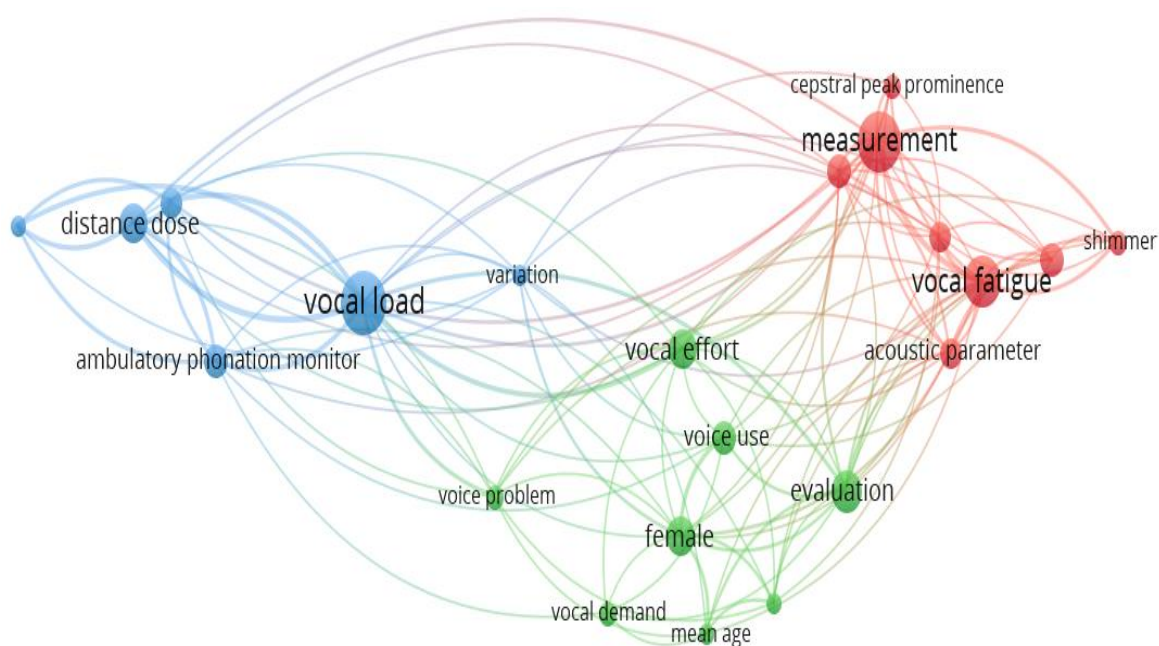 cepstral peak prominence
measurement
distance dose
shimmer
variation
vocal fatigue
vocal load
vocal effort
acoustic parameter
ambulatory phonation monitor
voice use
voice problem
evaluation
female
vocal demand
mean age